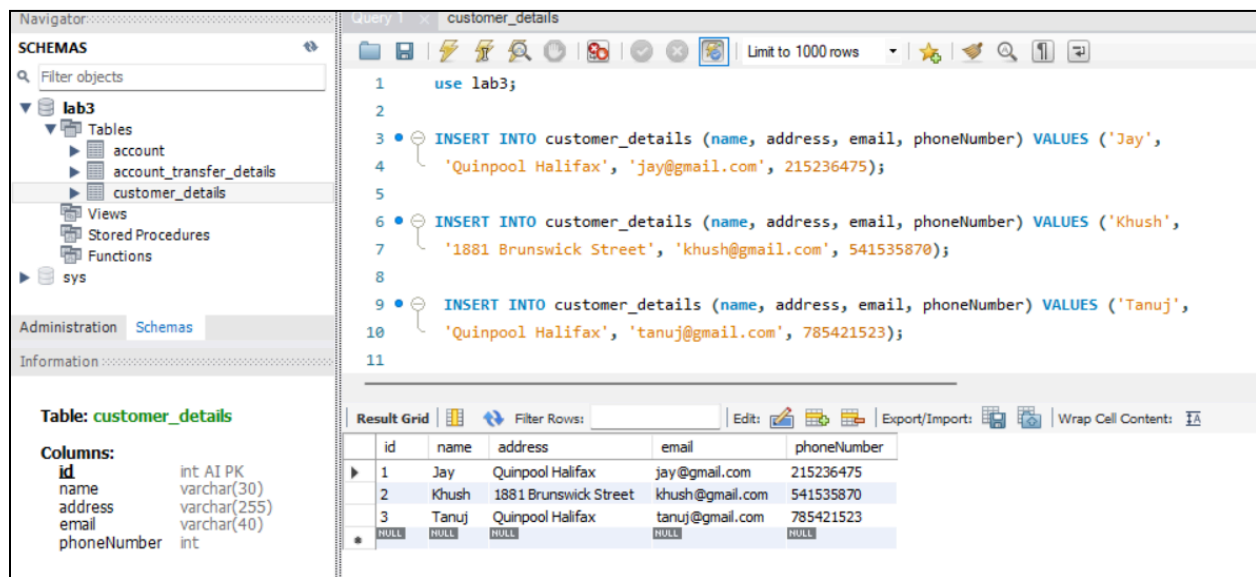 Navigator
SCHEMAS
Filter objects
lab3
Tables
account
account_transfer_details
customer_details
Views
Stored Procedures
Functions
sys
Administration Schemas
Information
Table: customer_details
Columns:
id int AI PK
name varchar(30)
address varchar(255)
email varchar(40)
phoneNumber int
Query 1 × customer_details
Limit to 1000 rows
1 use lab3;
2
3 INSERT INTO customer_details (name, address, email, phoneNumber) VALUES ('Jay',
4 'Quinpool Halifax', 'jay@gmail.com', 215236475);
5
6 INSERT INTO customer_details (name, address, email, phoneNumber) VALUES ('Khush',
7 '1881 Brunswick Street', 'khush@gmail.com', 541535870);
8
9 INSERT INTO customer_details (name, address, email, phoneNumber) VALUES ('Tanuj',
10 'Quinpool Halifax', 'tanuj@gmail.com', 785421523);
11
Result Grid Filter Rows: Edit: Export/Import: Wrap Cell Content: IA
id name address email phoneNumber
1 Jay Quinpool Halifax jay@gmail.com 215236475
2 Khush 1881 Brunswick Street khush@gmail.com 541535870
3 Tanuj Quinpool Halifax tanuj@gmail.com 785421523
NULL NULL NULL NULL NULL